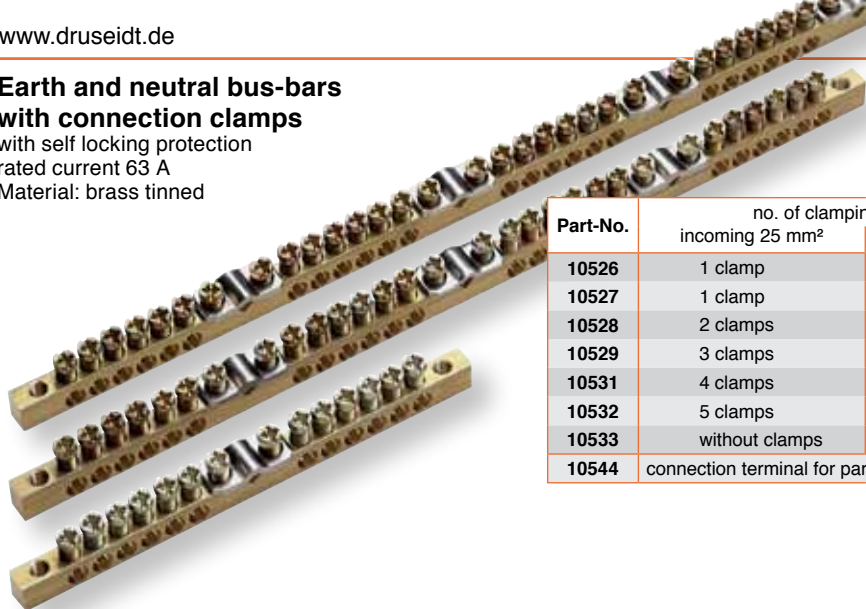 www.druseidt.de
Earth and neutral bus-bars
with connection clamps
with self locking protection
rated current 63 A
Material: brass tinned
Part-No.
no. of
incoming 25 mm²
10526 1 clamp
10527 1 clamp
10528 2 clamps
10529 3 clamps
10531 4 clamps
10532 5 clamps
10533 without clamps
10544 connection terminal for